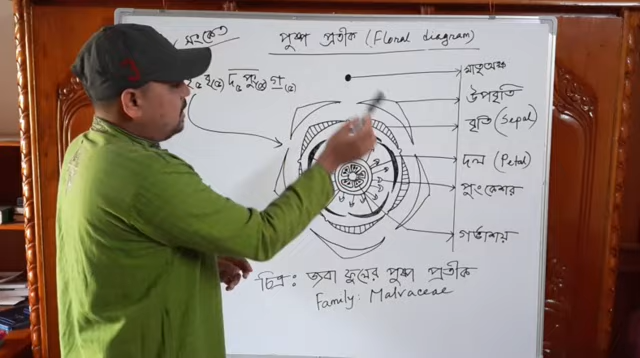 সংকেত
পুষ্প প্রতীক (Floral diagram)
মাতৃঅক্ষ
উপবৃতি
বৃতি (Sepal)
দল (Petal)
পুংকেশর
গর্ভাশয়
চিত্র: জবা ফুলের পুষ্প প্রতীক
Family: Malvaceae